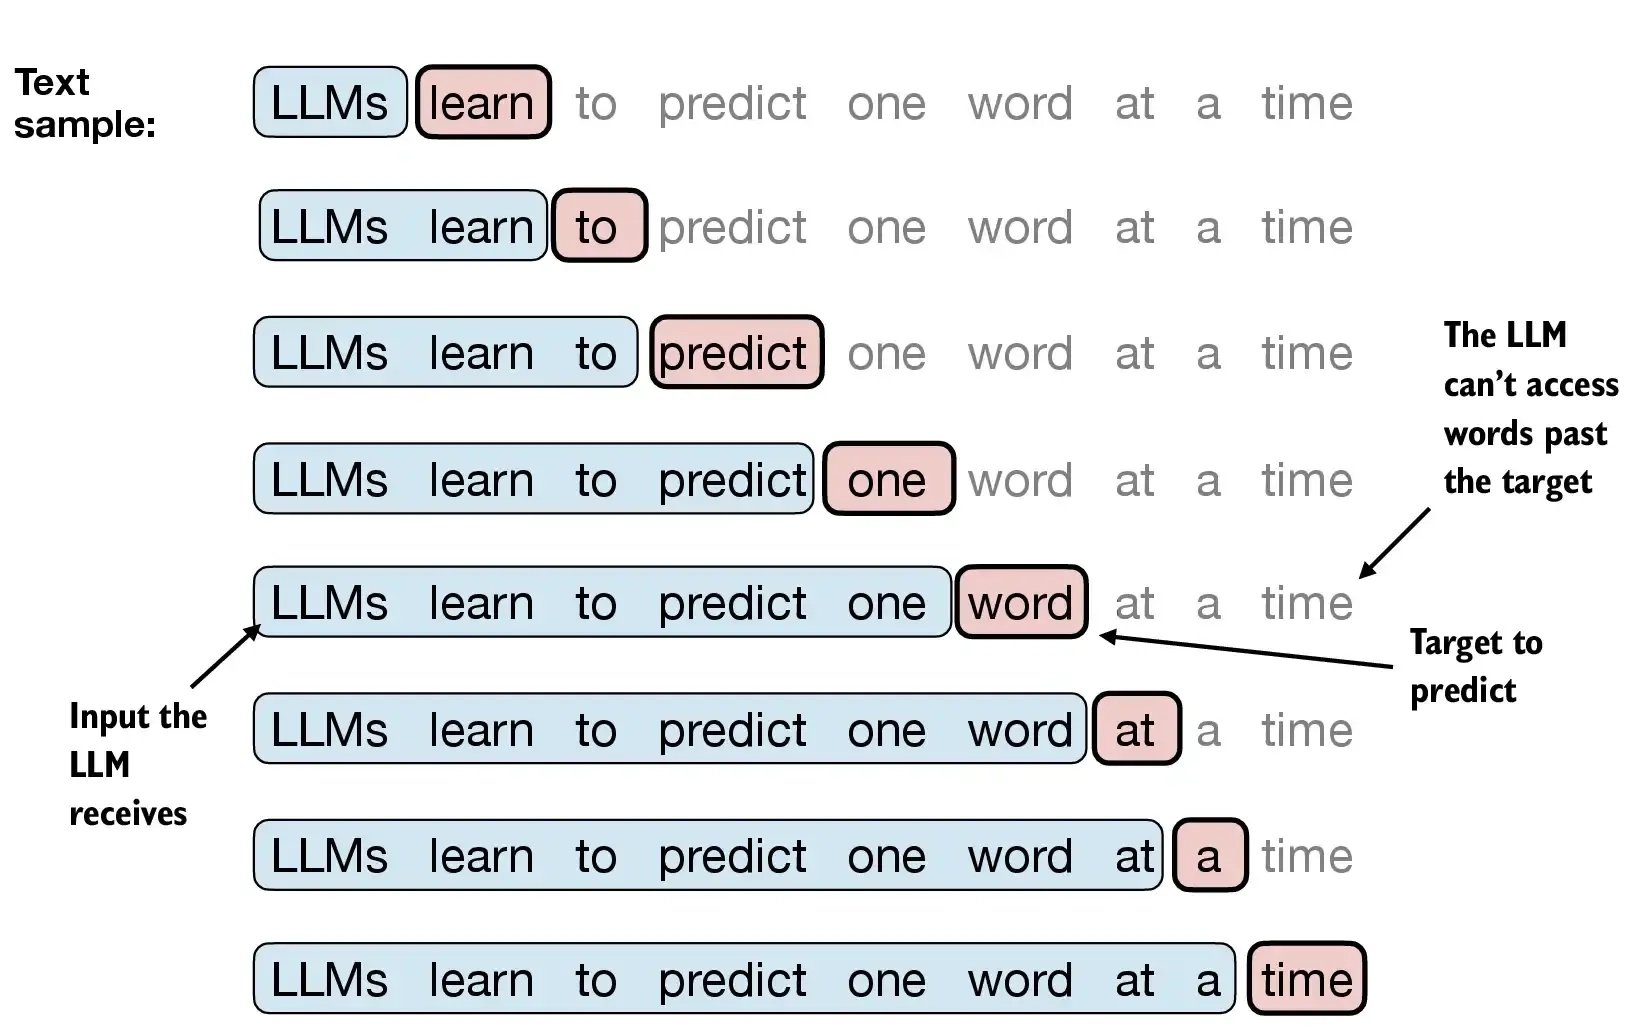 Text
sample:
LLMs learn to predict one word at a time
LLMs learn to predict one word at a time
LLMs learn to predict one word at a time
The LLM
can’t access
words past
the target
LLMs learn to predict one word at a time
LLMs learn to predict one word at a time
Target to
predict
Input the
LLM
receives
LLMs learn to predict one word at a time
LLMs learn to predict one word at a time
LLMs learn to predict one word at a time